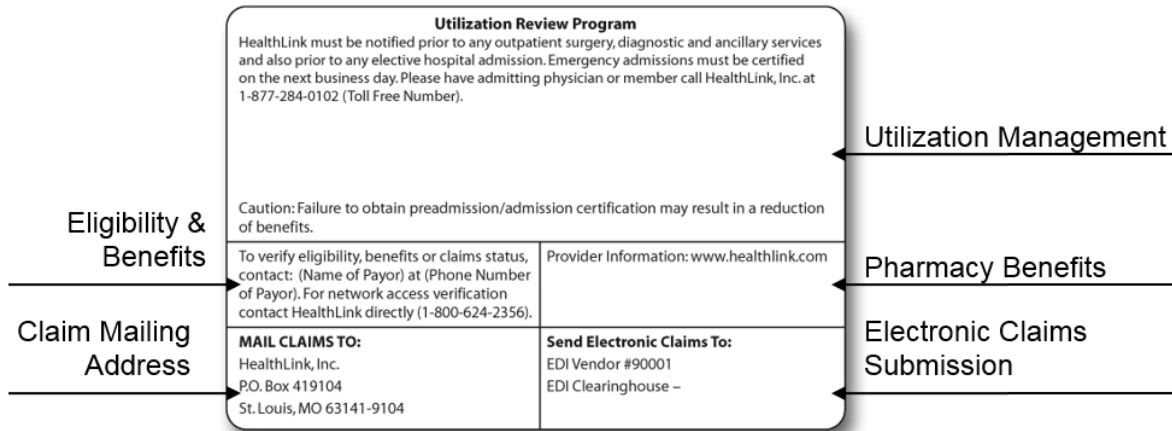 Utilization Review Program
HealthLink must be notified prior to any outpatient surgery, diagnostic and ancillary services
and also prior to any elective hospital admission. Emergency admissions must be certified
on the next business day. Please have admitting physician or member call HealthLink, Inc. at
1-877-284-0102 (Toll Free Number).
Utilization Management
Caution: Failure to obtain preadmission/admission certification may result in a reduction
of benefits.
Eligibility &
Benefits
To verify eligibility, benefits or claims status,
contact: (Name of Payor) at (Phone Number
of Payor). For network access verification
contact HealthLink directly (1-800-624-2356).
Provider Information: www.healthlink.com
Pharmacy Benefits
Claim Mailing
Address
MAIL CLAIMS TO:
HealthLink, Inc.
P.O. Box 419104
St. Louis, MO 63141-9104
Send Electronic Claims To:
EDI Vendor #90001
EDI Clearinghouse –
Electronic Claims
Submission